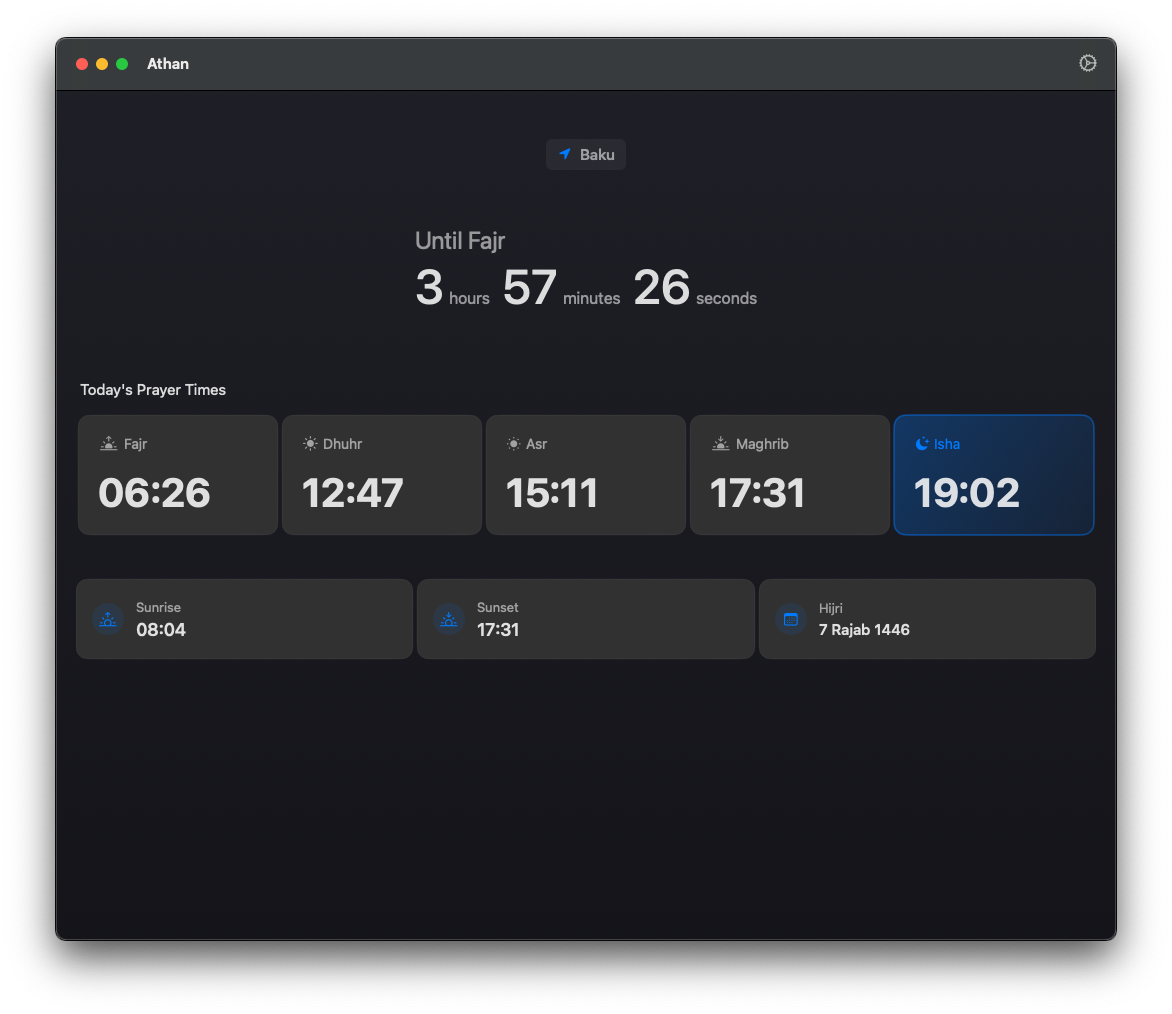 Athan
Baku
Until Fajr
3 hours 57 minutes 26 seconds
Today's Prayer Times
Fajr Dhuhr Asr Maghrib Isha
06:26 12:47 15:11 17:31 19:02
Sunrise Sunset Hijri
08:04 17:31 7 Rajab 1446